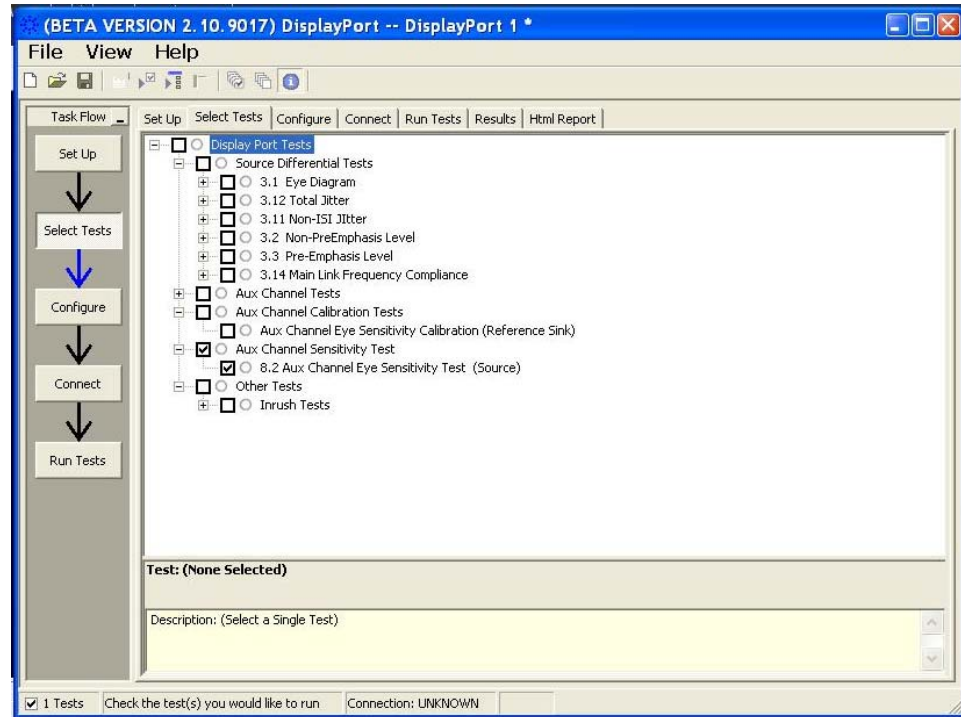 (BETA VERSION 2.10.9017) DisplayPort -- DisplayPort 1 *
File View Help
Task Flow
Set Up
Select Tests
Configure
Connect
Run Tests
Set Up Select Tests Configure Connect Run Tests Results Html Report
Display Port Tests
Source Differential Tests
3.1 Eye Diagram
3.12 Total Jitter
3.11 Non-ISI JItter
3.2 Non-PreEmphasis Level
3.3 Pre-Emphasis Level
3.14 Main Link Frequency Compliance
Aux Channel Tests
Aux Channel Calibration Tests
Aux Channel Eye Sensitivity Calibration (Reference Sink)
Aux Channel Sensitivity Test
8.2 Aux Channel Eye Sensitivity Test (Source)
Other Tests
Inrush Tests
Test: (None Selected)
Description: (Select a Single Test)
1 Tests Check the test(s) you would like to run Connection: UNKNOWN